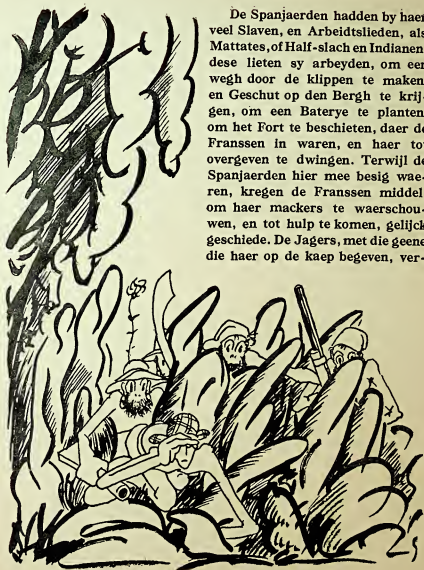 De Spanjaerden hadden by haer
veel Slaven, en Arbeidtslieden, als
Mattates, of Half-slach en Indianen
dese lieten sy arbeyden, om een
wegh door de klippen te maken
en Geschut op den Bergh te krij-
gen, om een Baterye te planten
om het Fort te beschieten, daer de
Franssen in waren, en haer tot
overgeven te dwingen. Terwijl de
Spanjaerden hier mee besig wae-
ren, kregen de Franssen middel
om haer mackers te waerschou-
wen, en tot hulp te komen, gelijck
geschiede. De Jagers, met die geene
die haer op de kaep begeven, ver-